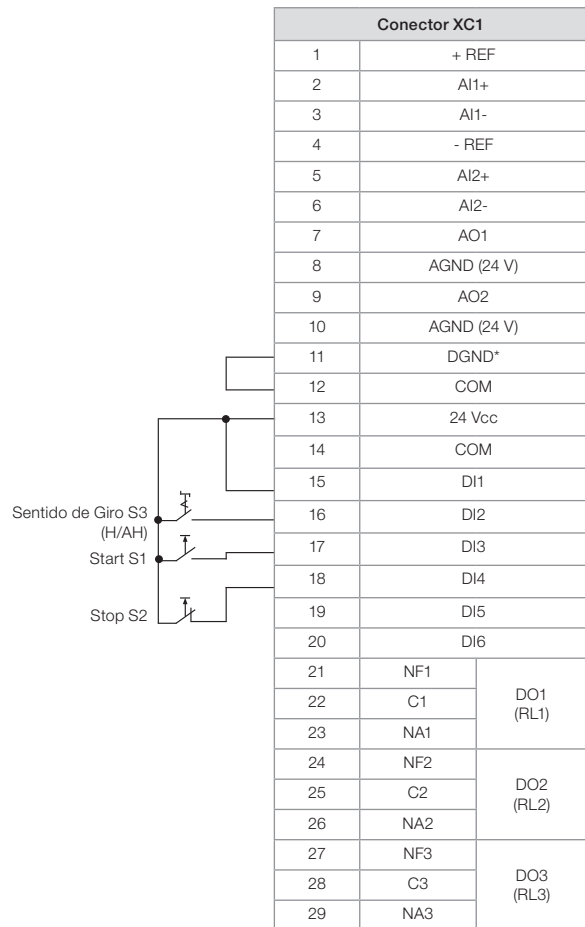 Conector XC1
1 + REF
2 AI1+
3 AI1-
4 - REF
5 AI2+
6 AI2-
7 AO1
8 AGND (24 V)
9 AO2
10 AGND (24 V)
11 DGND*
12 COM
13 24 Vcc
14 COM
15 DI1
Sentido de Giro S3
(H/AH)
16 DI2
Start S1
17 DI3
18 DI4
Stop S2
19 DI5
20 DI6
21 NF1
22 C1
23 NA1
DO1
(RL1)
24 NF2
25 C2
26 NA2
DO2
(RL2)
27 NF3
28 C3
29 NA3
DO3
(RL3)